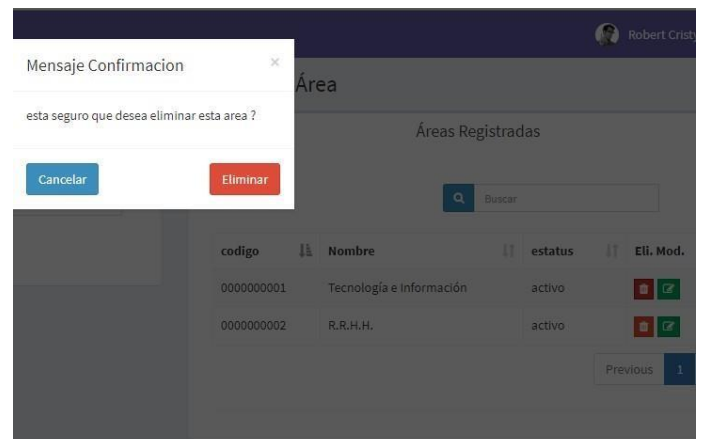 Robert Cristy
Mensaje Confirmacion ×
Área
esta seguro que desea eliminar esta area ?
Áreas Registradas
Cancelar Eliminar
Buscar
codigo Nombre estatus Eli. Mod.
0000000001 Tecnología e Información activo
0000000002 R.R.H.H. activo
Previous 1